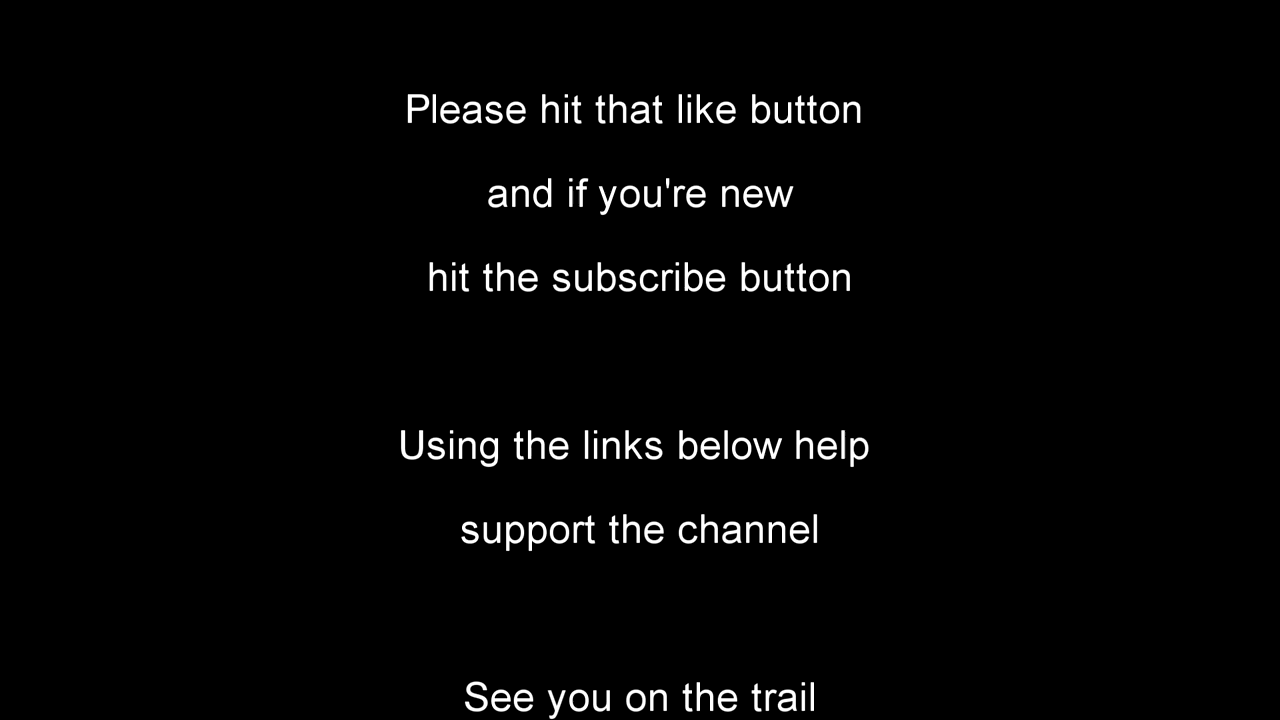 Please hit that like button
and if you're new
hit the subscribe button
Using the links below help
support the channel
See you on the trail